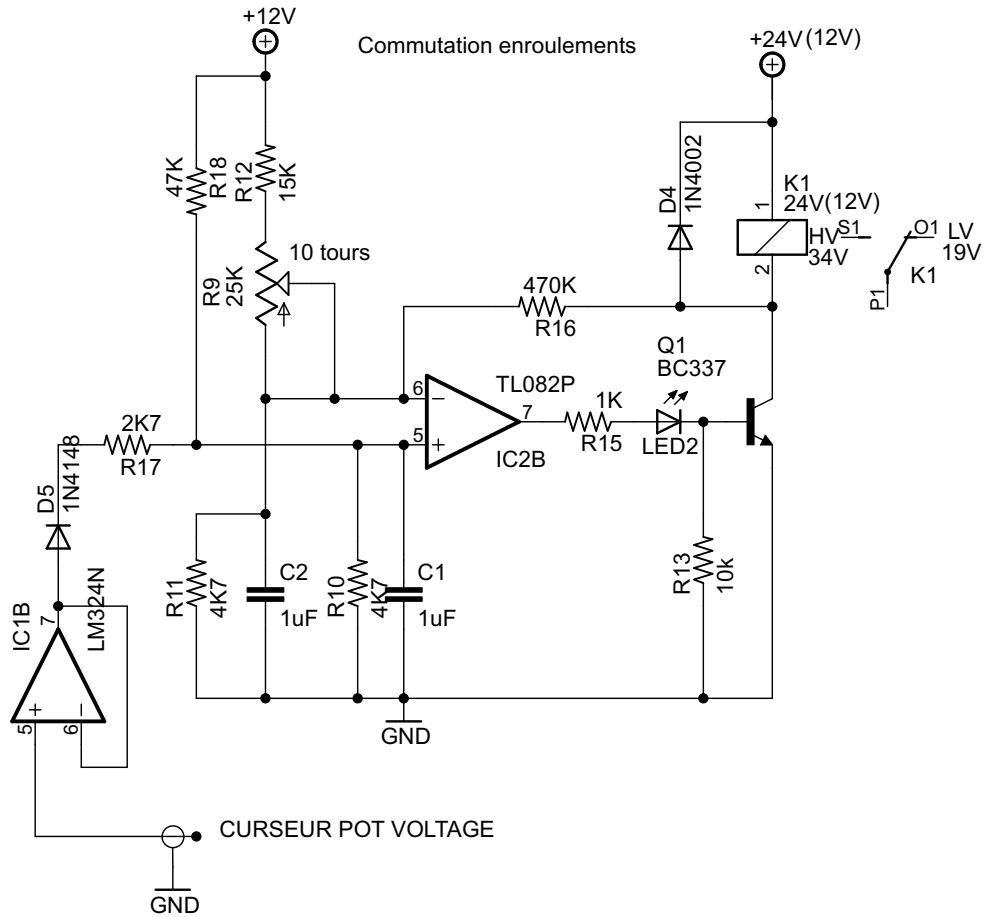 +12V
Commutation enroulements
+24V(12V)
47K
R18
R12
15K
D4
1N4002
K1
24V(12V)
1
2
HV
34V
S1
O1
LV
19V
K1
P1
10 tours
R9
25K
470K
R16
Q1
BC337
TL082P
6
−
5
+
7
IC2B
1K
R15
LED2
2K7
R17
D5
1N4148
R11
4K7
C2
1uF
R10
4K7
C1
1uF
R13
10k
IC1B
7
LM324N
+
−
5
6
GND
CURSEUR POT VOLTAGE
GND